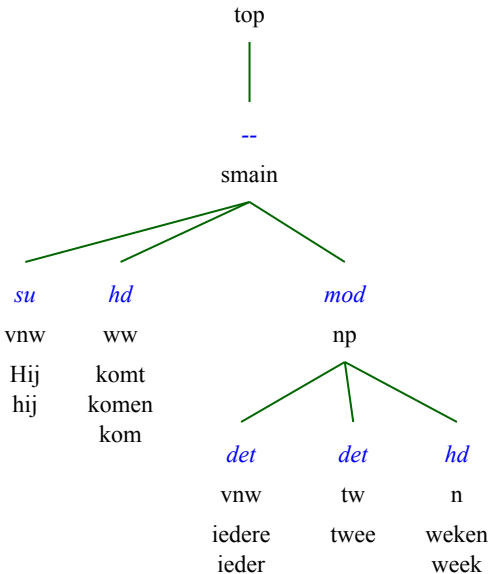 top
--
smain
su hd mod
vnw ww np
Hij komt
hij komen
kom
det det hd
vnw tw n
iedere twee weken
ieder week